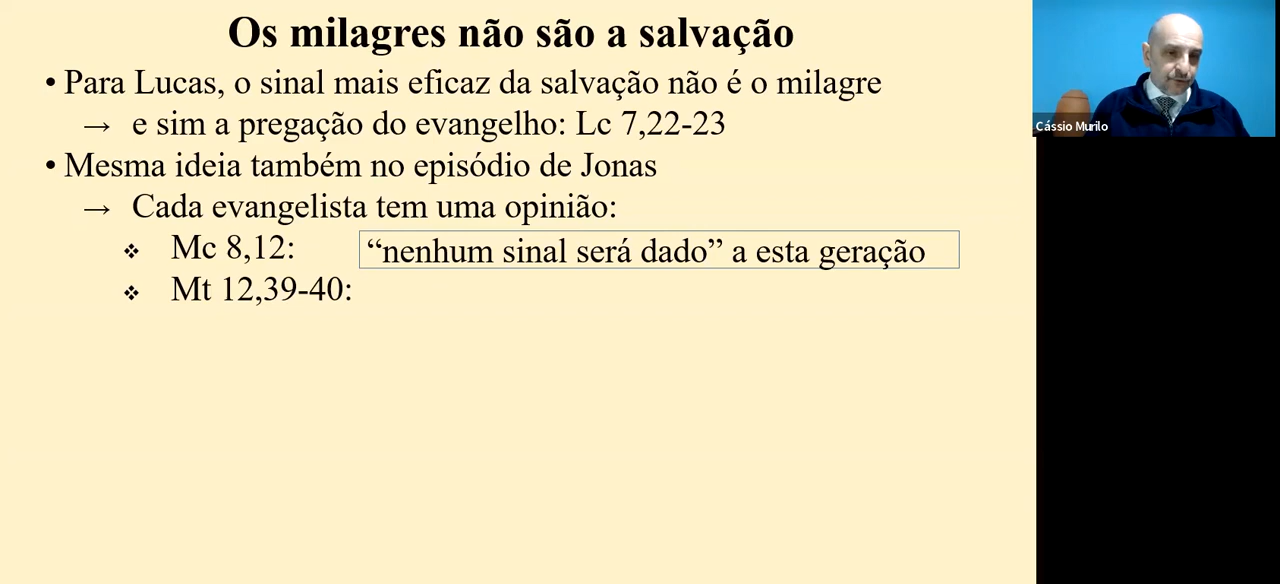 Os milagres não são a salvação
• Para Lucas, o sinal mais eficaz da salvação não é o milagre
→ e sim a pregação do evangelho: Lc 7,22-23
• Mesma ideia também no episódio de Jonas
→ Cada evangelista tem uma opinião:
❖ Mc 8,12: “nenhum sinal será dado” a esta geração
❖ Mt 12,39-40:
Cássio Murilo